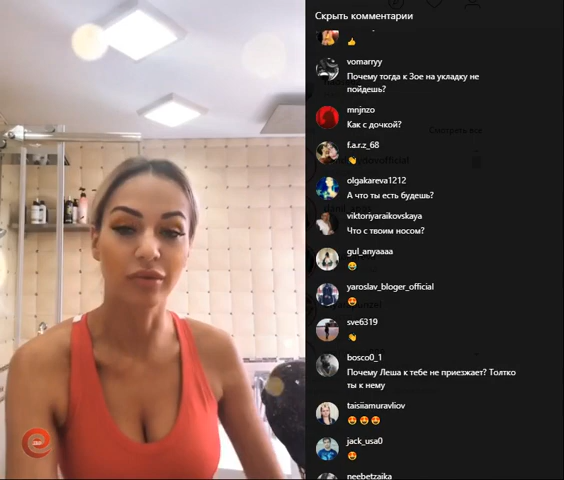 Скрыть комментарии
vomarryy
Почему тогда к Зое на укладку не
пойдешь?
mnjnzo
Как с дочкой?
f.a.r.z_68
olgakareva1212
А что ты есть будешь?
viktoriyaraikovskaya
Что с твоим носом?
gul_anyaaaa
yaroslav_bloger_official
sve6319
bosco0_1
Почему Леша к тебе не приезжает? Толтко
ты к нему
taisiiamuravliov
jack_usa0
neebetzaika
Смотреть все